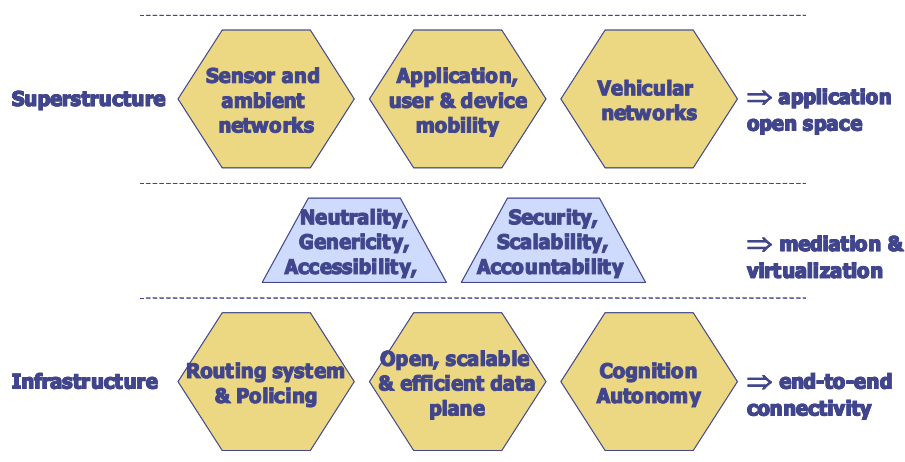 Superstructure
Sensor and
ambient
networks
Application,
user & device
mobility
Vehicular
networks
⇒ application
open space
Neutrality,
Genericity,
Accessibility,
Security,
Scalability,
Accountability
⇒ mediation &
virtualization
Infrastructure
Routing system
& Policing
Open, scalable
& efficient data
plane
Cognition
Autonomy
⇒ end-to-end
connectivity